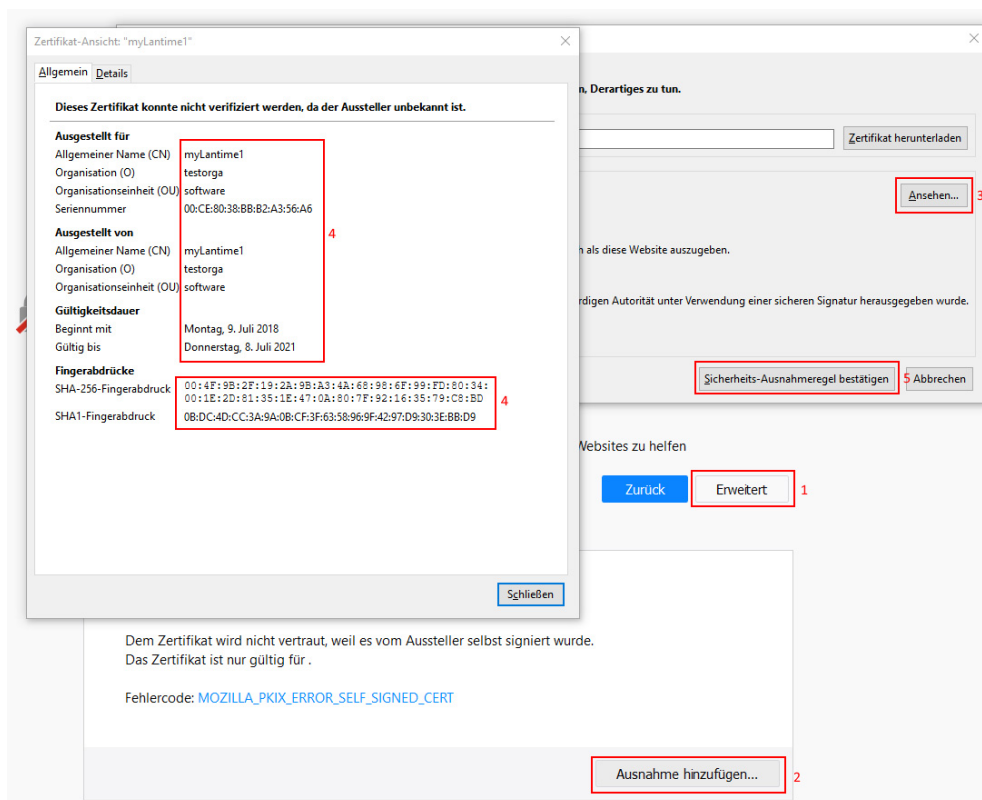 Zertifikat-Ansicht: "myLantime1"
Allgemein Details
Dieses Zertifikat konnte nicht verifiziert werden, da der Aussteller unbekannt ist.
Ausgestellt für
Allgemeiner Name (CN) myLantime1
Organisation (O) testorga
Organisationseinheit (OU) software
Seriennummer 00:CE:80:38:BB:B2:A3:56:A6
4
Ausgestellt von
Allgemeiner Name (CN) myLantime1
Organisation (O) testorga
Organisationseinheit (OU) software
Gültigkeitsdauer
Beginnt mit Montag, 9. Juli 2018
Gültig bis Donnerstag, 8. Juli 2021
Fingerabdrücke
SHA-256-Fingerabdruck 00:4F:9B:2F:19:2A:9B:A3:4A:68:98:6F:99:FD:80:34:
00:1E:2D:81:35:1E:47:0A:80:7F:92:16:35:79:C8:BD
4
SHA1-Fingerabdruck 0B:DC:4D:CC:3A:9A:0B:CF:3F:63:58:96:9F:42:97:D9:30:3E:BB:D9
Schließen
n, Derartiges zu tun.
Zertifikat herunterladen
Ansehen... 3
h als diese Website auszugeben.
rdigen Autorität unter Verwendung einer sicheren Signatur herausgegeben wurde.
Sicherheits-Ausnahmeregel bestätigen 5 Abbrechen
Websites zu helfen
Zurück Erweitert 1
Dem Zertifikat wird nicht vertraut, weil es vom Aussteller selbst signiert wurde.
Das Zertifikat ist nur gültig für .
Fehlercode: MOZILLA_PKIX_ERROR_SELF_SIGNED_CERT
Ausnahme hinzufügen... 2